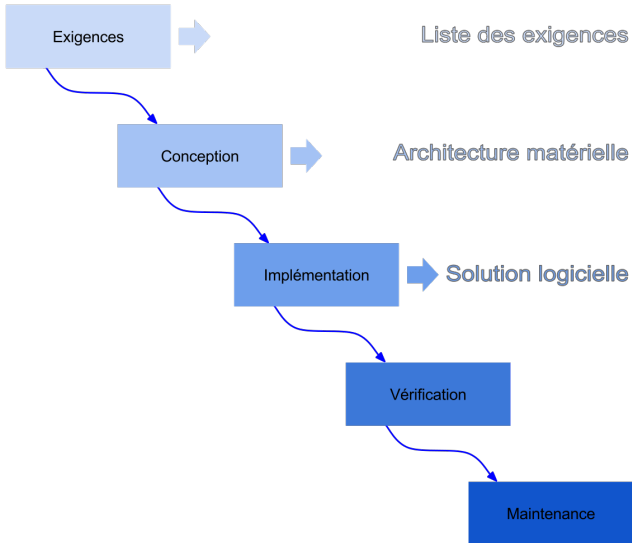 Exigences
Liste des exigences
Conception
Architecture matérielle
Implémentation
Solution logicielle
Vérification
Maintenance